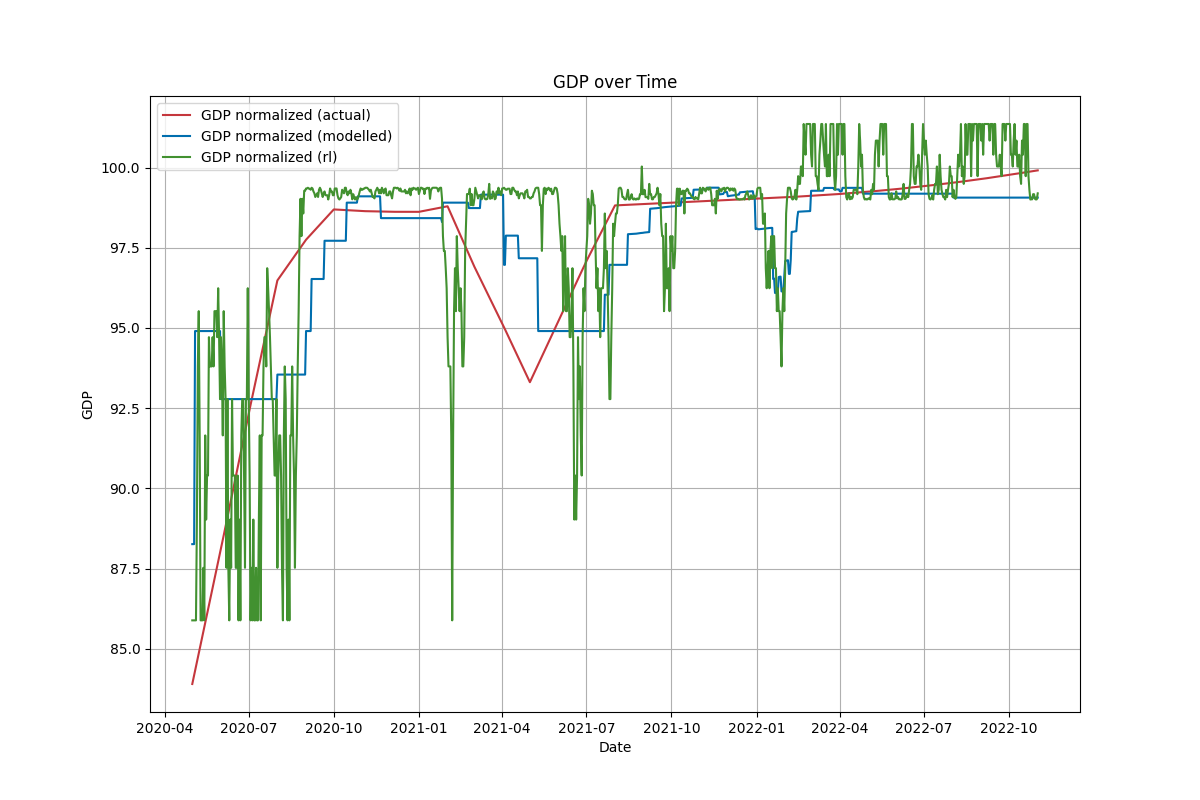 GDP over Time
GDP normalized (actual)
GDP normalized (modelled)
GDP normalized (rl)
GDP
100.0
97.5
95.0
92.5
90.0
87.5
85.0
2020-04 2020-07 2020-10 2021-01 2021-04 2021-07 2021-10 2022-01 2022-04 2022-07 2022-10
Date